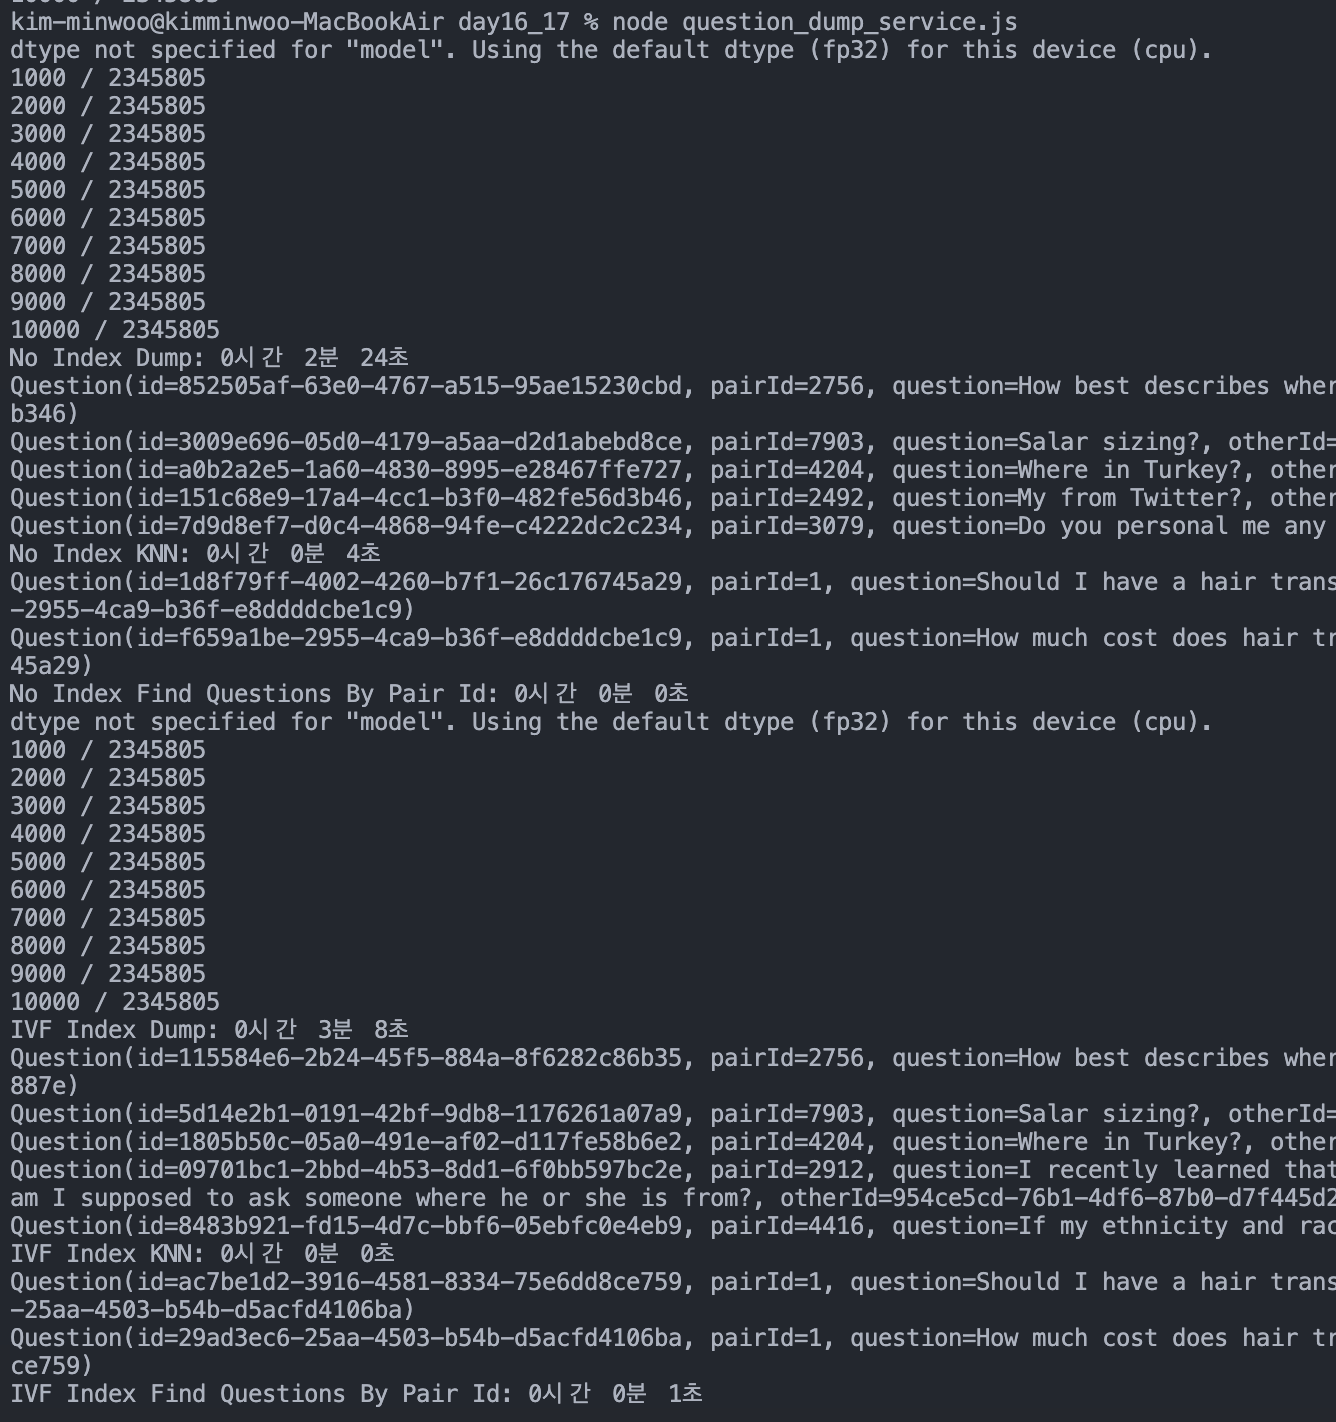 kim-minwoo@kimminwoo-MacBookAir day16_17 % node question_dump_service.js
dtype not specified for "model". Using the default dtype (fp32) for this device (cpu).
1000 / 2345805
2000 / 2345805
3000 / 2345805
4000 / 2345805
5000 / 2345805
6000 / 2345805
7000 / 2345805
8000 / 2345805
9000 / 2345805
10000 / 2345805
No Index Dump: 0시간 2분 24초
Question(id=852505af-63e0-4767-a515-95ae15230cbd, pairId=2756, question=How best describes wher
b346)
Question(id=3009e696-05d0-4179-a5aa-d2d1abebd8ce, pairId=7903, question=Salar sizing?, otherId=
Question(id=a0b2a2e5-1a60-4830-8995-e28467ffe727, pairId=4204, question=Where in Turkey?, other
Question(id=151c68e9-17a4-4cc1-b3f0-482fe56d3b46, pairId=2492, question=My from Twitter?, other
Question(id=7d9d8ef7-d0c4-4868-94fe-c4222dc2c234, pairId=3079, question=Do you personal me any
No Index KNN: 0시간 0분 4초
Question(id=1d8f79ff-4002-4260-b7f1-26c176745a29, pairId=1, question=Should I have a hair trans
-2955-4ca9-b36f-e8ddddcbe1c9)
Question(id=f659a1be-2955-4ca9-b36f-e8ddddcbe1c9, pairId=1, question=How much cost does hair tr
45a29)
No Index Find Questions By Pair Id: 0시간 0분 0초
dtype not specified for "model". Using the default dtype (fp32) for this device (cpu).
1000 / 2345805
2000 / 2345805
3000 / 2345805
4000 / 2345805
5000 / 2345805
6000 / 2345805
7000 / 2345805
8000 / 2345805
9000 / 2345805
10000 / 2345805
IVF Index Dump: 0시간 3분 8초
Question(id=115584e6-2b24-45f5-884a-8f6282c86b35, pairId=2756, question=How best describes wher
887e)
Question(id=5d14e2b1-0191-42bf-9db8-1176261a07a9, pairId=7903, question=Salar sizing?, otherId=
Question(id=1805b50c-05a0-491e-af02-d117fe58b6e2, pairId=4204, question=Where in Turkey?, other
Question(id=09701bc1-2bbd-4b53-8dd1-6f0bb597bc2e, pairId=2912, question=I recently learned that
am I supposed to ask someone where he or she is from?, otherId=954ce5cd-76b1-4df6-87b0-d7f445d2
Question(id=8483b921-fd15-4d7c-bbf6-05ebfc0e4eb9, pairId=4416, question=If my ethnicity and rac
IVF Index KNN: 0시간 0분 0초
Question(id=ac7be1d2-3916-4581-8334-75e6dd8ce759, pairId=1, question=Should I have a hair trans
-25aa-4503-b54b-d5acfd4106ba)
Question(id=29ad3ec6-25aa-4503-b54b-d5acfd4106ba, pairId=1, question=How much cost does hair tr
ce759)
IVF Index Find Questions By Pair Id: 0시간 0분 1초